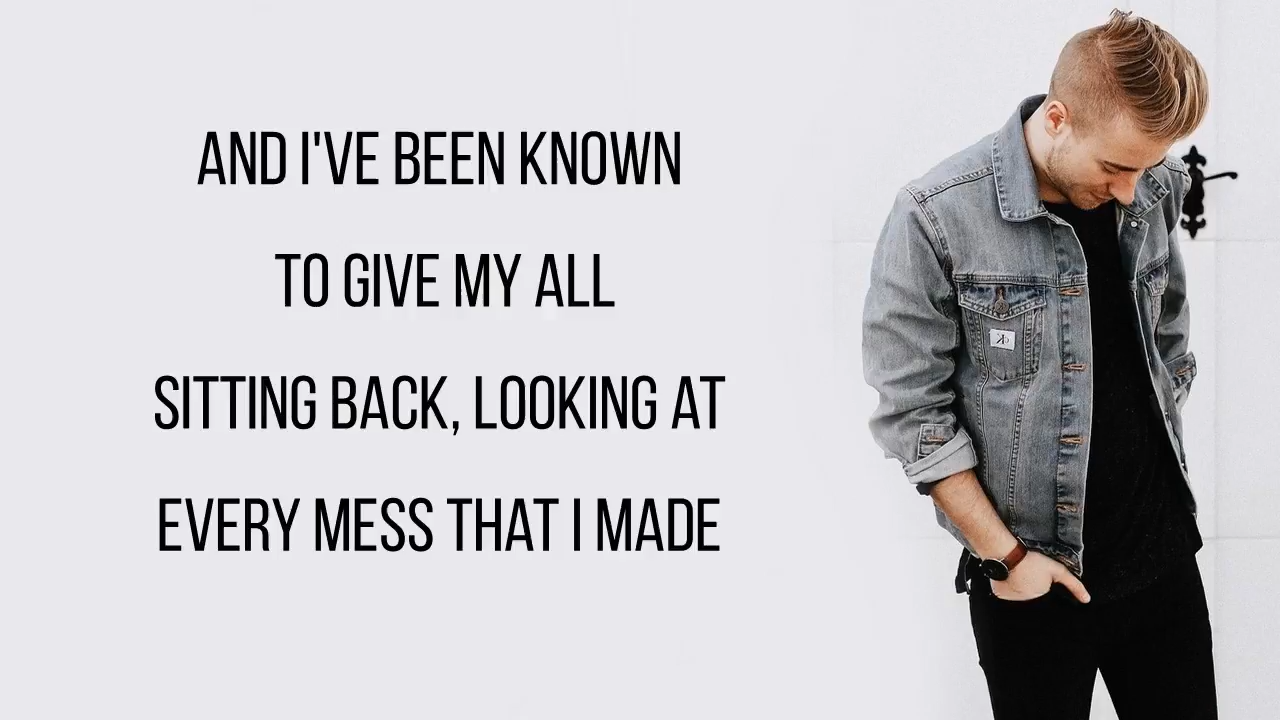 AND I'VE BEEN KNOWN
TO GIVE MY ALL
SITTING BACK, LOOKING AT
EVERY MESS THAT I MADE